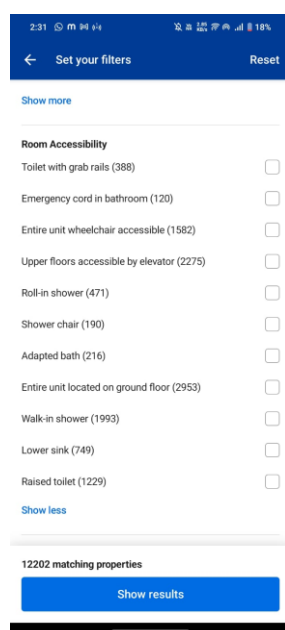 2:31 m 2.85 KB/s 18%
Set your filters Reset
Show more
Room Accessibility
Toilet with grab rails (388)
Emergency cord in bathroom (120)
Entire unit wheelchair accessible (1582)
Upper floors accessible by elevator (2275)
Roll-in shower (471)
Shower chair (190)
Adapted bath (216)
Entire unit located on ground floor (2953)
Walk-in shower (1993)
Lower sink (749)
Raised toilet (1229)
Show less
12202 matching properties
Show results